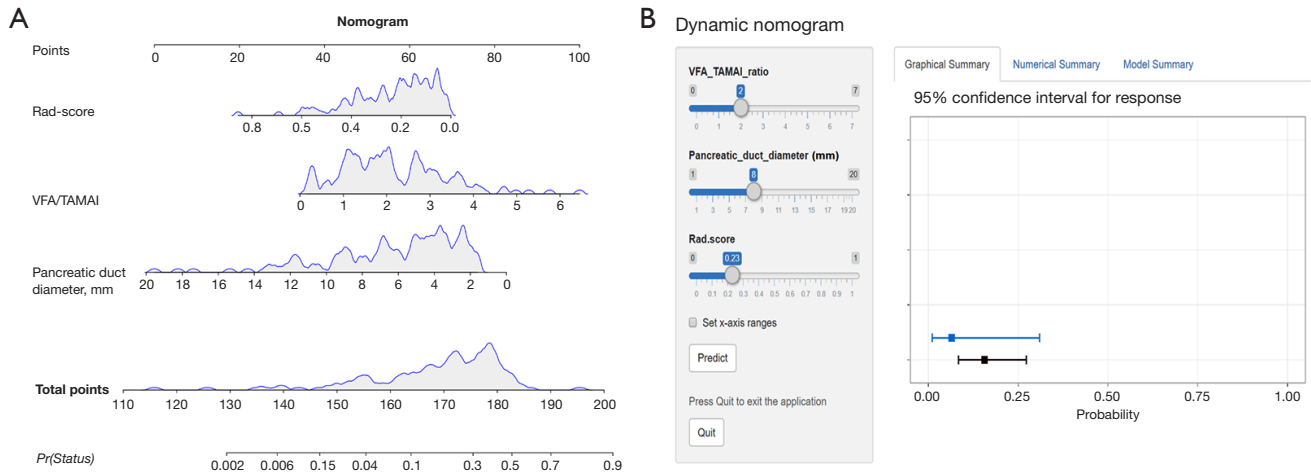 A
Nomogram
Points
0 20 40 60 80 100
Rad-score
0.8 0.5 0.4 0.2 0.0
VFA/TAMAI
0 1 2 3 4 5 6
Pancreatic duct
diameter, mm
20 18 16 14 12 10 8 6 4 2 0
Total points
110 120 130 140 150 160 170 180 190 200
Pr(Status)
0.002 0.006 0.15 0.04 0.1 0.3 0.5 0.7 0.9
B
Dynamic nomogram
VFA_TAMAI_ratio
0 2 7
0 1 2 3 4 5 6 7
Pancreatic_duct_diameter (mm)
1 8 20
1 3 5 7 9 11 13 15 17 19 20
Rad.score
0 0.23 1
0 0.1 0.2 0.3 0.4 0.5 0.6 0.7 0.8 0.9 1
Set x-axis ranges
Predict
Press Quit to exit the application
Quit
Graphical Summary Numerical Summary Model Summary
95% confidence interval for response
0.00 0.25 0.50 0.75 1.00
Probability